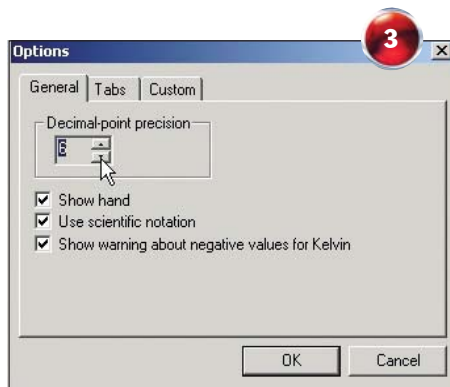 3
Options
General Tabs Custom
Decimal-point precision
6
Show hand
Use scientific notation
Show warning about negative values for Kelvin
OK Cancel